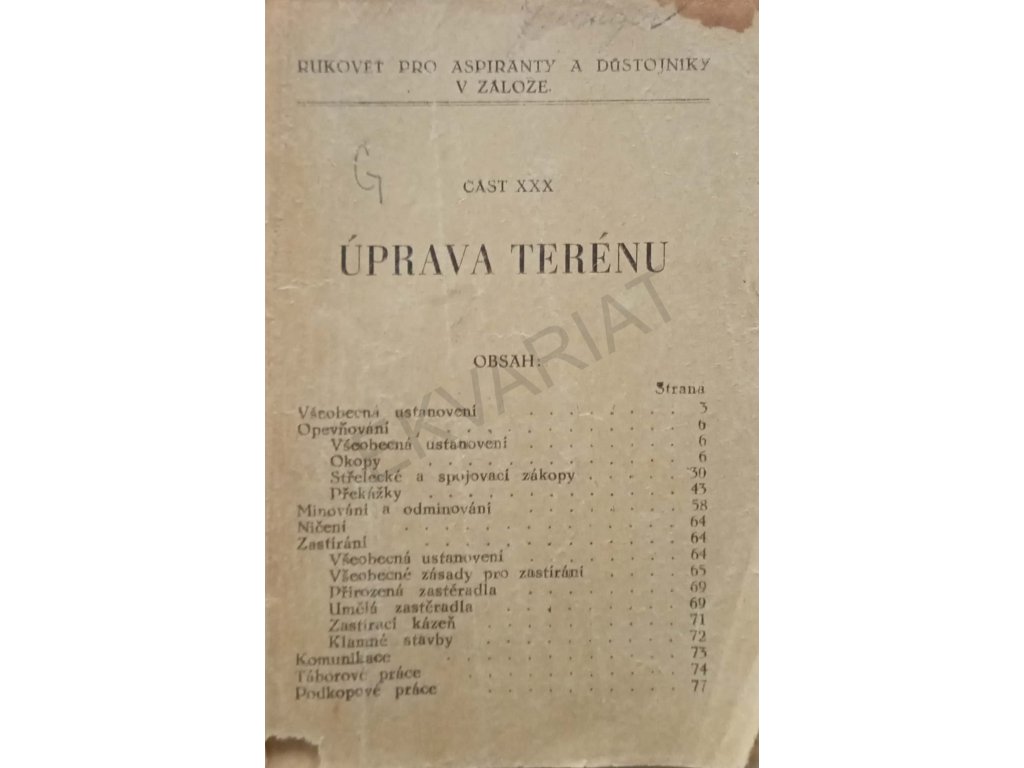 RUKOVĚT PRO ASPIRANTY A DŮSTOJNÍKY
V ZÁLOZE.
G
ČÁST XXX
ÚPRAVA TERÉNU
EKVARIAT
OBSAH:
Strana
Všeobecná ustanovení . . . . . . . . 3
Opevňování . . . . . . . . . . . . 6
Všeobecná ustanovení . . . . . . . 6
Okopy . . . . . . . . . . . . 6
Střelecké a spojovací zákopy . . . . . 39
Překážky . . . . . . . . . . . . 43
Minování a odminování . . . . . . . . 58
Ničení . . . . . . . . . . . . . 64
Zastírání . . . . . . . . . . . . 64
Všeobecná ustanovení . . . . . . . 64
Všeobecné zásady pro zastírání . . . . 65
Přirozená zastěradla . . . . . . . . 69
Umělá zastěradla . . . . . . . . . 69
Zastírací kázeň . . . . . . . . . . 71
Klamné stavby . . . . . . . . . . 72
Komunikace . . . . . . . . . . . . 73
Táborové práce . . . . . . . . . . . 74
Podkopové práce . . . . . . . . . . 77